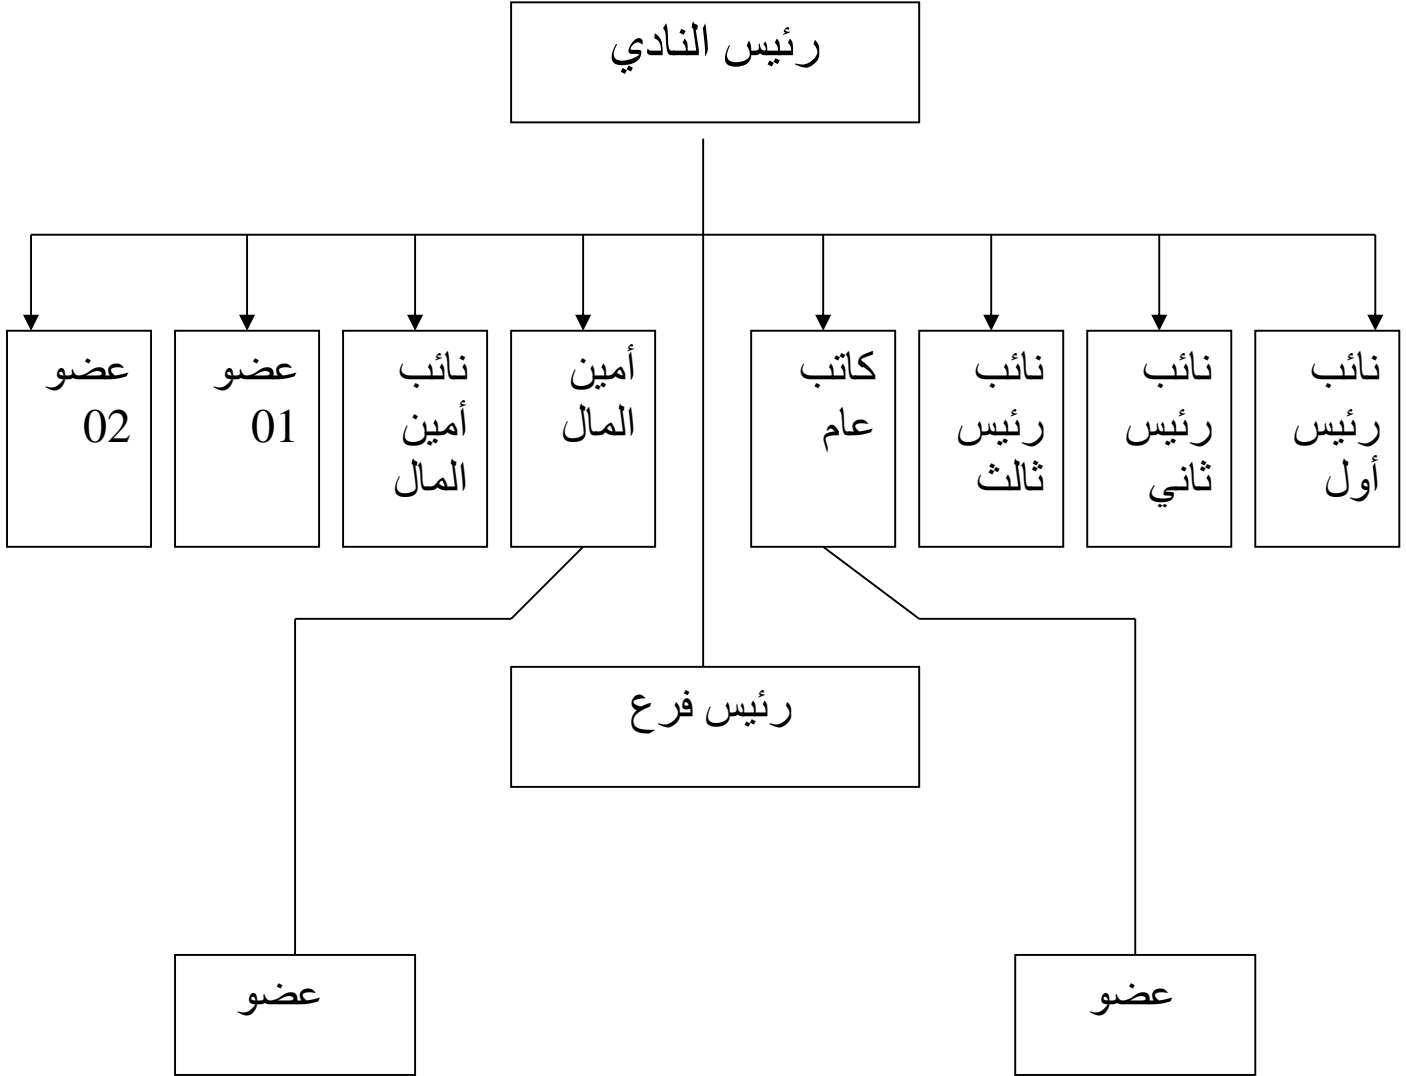 رئيس النادي
نائب
رئيس
أول
نائب
رئيس
ثاني
نائب
رئيس
ثالث
كاتب
عام
أمين
المال
نائب
أمين
المال
عضو
01
عضو
02
رئيس فرع
عضو
عضو